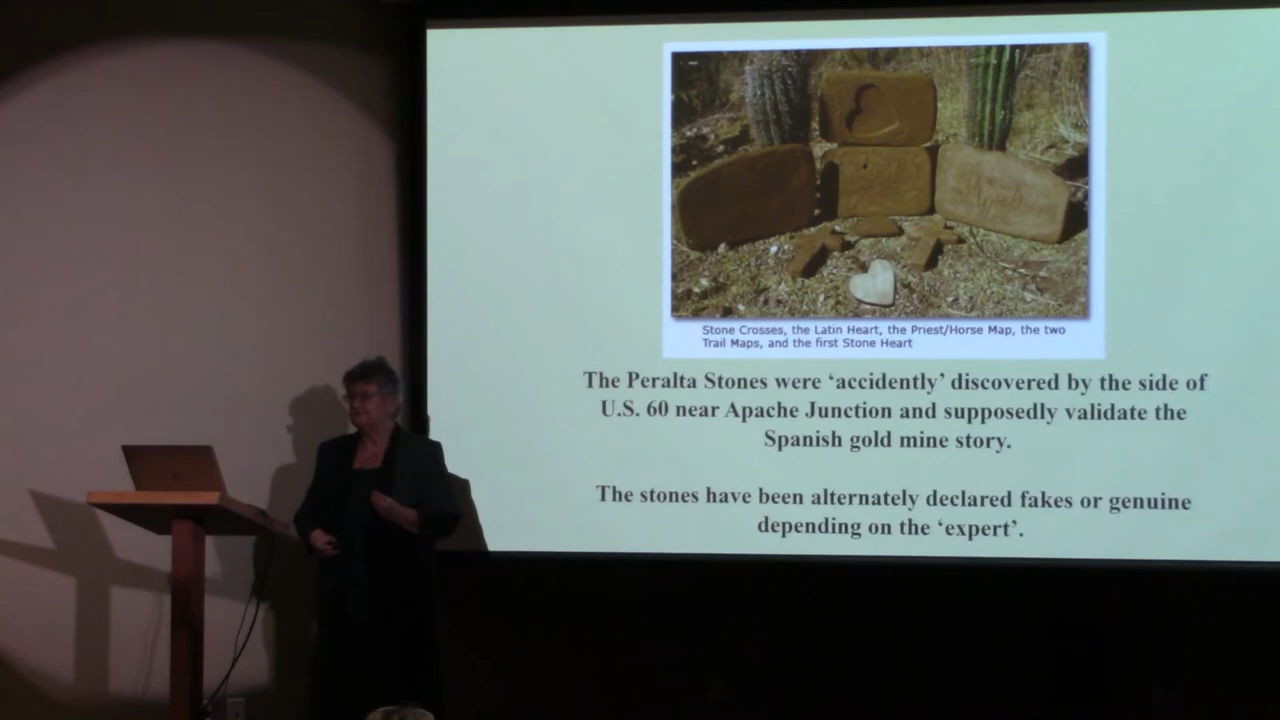 Stone Crosses, the Latin Heart, the Priest/Horse Map, the two
Trail Maps, and the first Stone Heart
The Peralta Stones were ‘accidently’ discovered by the side of
U.S. 60 near Apache Junction and supposedly validate the
Spanish gold mine story.
The stones have been alternately declared fakes or genuine
depending on the ‘expert’.